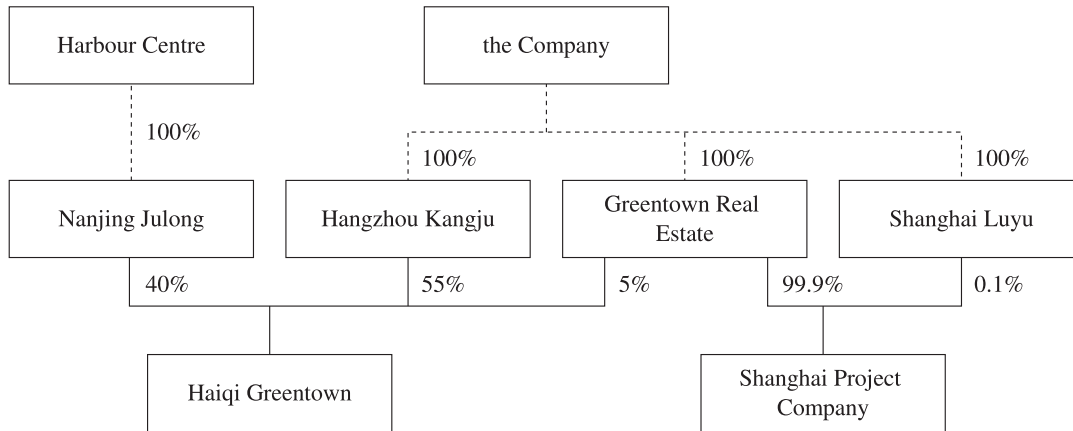 Harbour Centre
the Company
100%
100%
100%
100%
Nanjing Julong
Hangzhou Kangju
Greentown Real
Estate
Shanghai Luyu
40%
55%
5%
99.9%
0.1%
Haiqi Greentown
Shanghai Project
Company